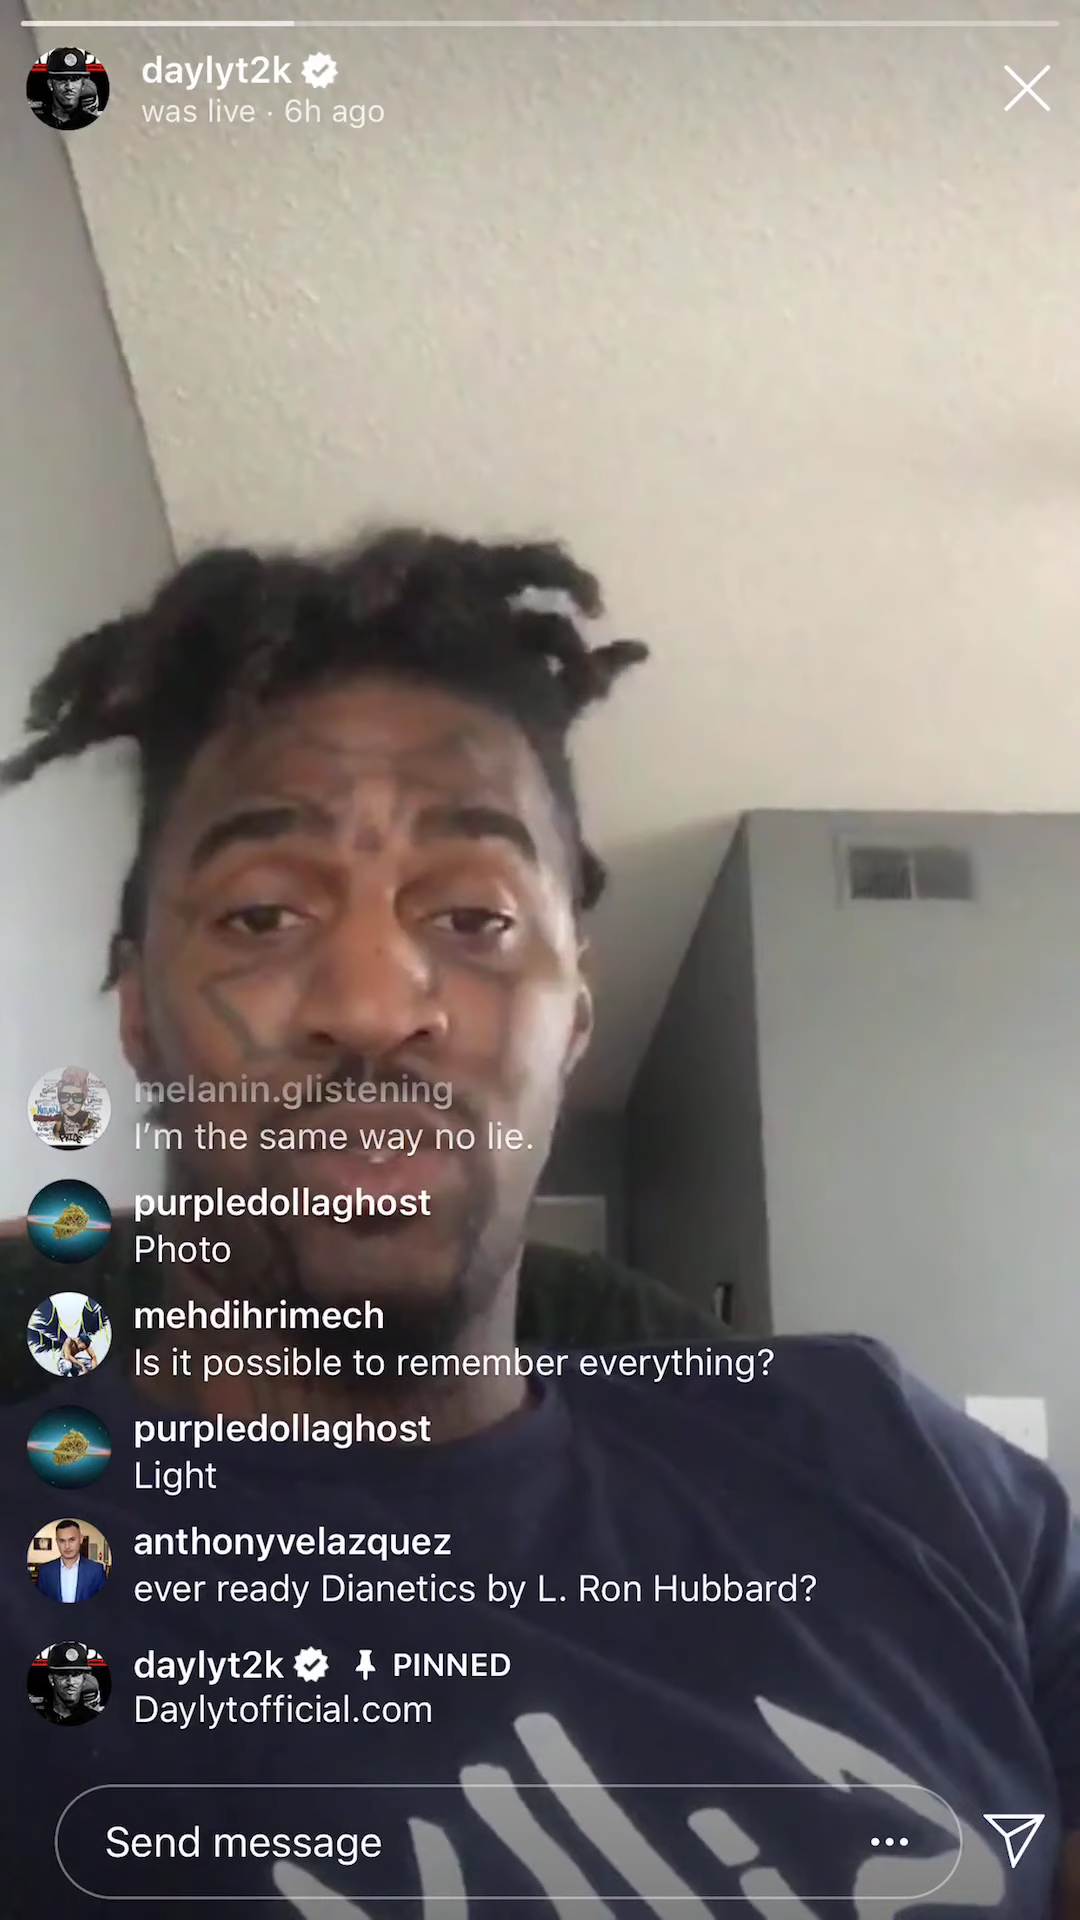 daylyt2k
was live · 6h ago
melanin.glistening
I'm the same way no lie.
purpledollaghost
Photo
mehdihrimech
Is it possible to remember everything?
purpledollaghost
Light
anthonyvelazquez
ever ready Dianetics by L. Ron Hubbard?
daylyt2k PINNED
Daylytofficial.com
Send message